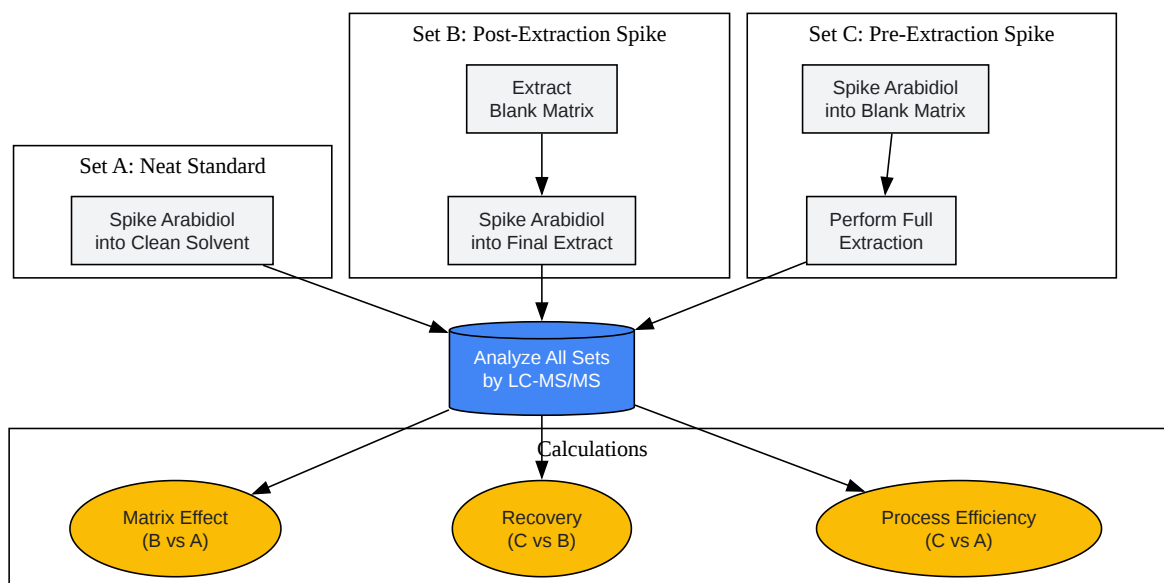 Set A: Neat Standard
Spike Arabidiol
into Clean Solvent
Set B: Post-Extraction Spike
Extract
Blank Matrix
Spike Arabidiol
into Final Extract
Set C: Pre-Extraction Spike
Spike Arabidiol
into Blank Matrix
Perform Full
Extraction
Analyze All Sets
by LC-MS/MS
Calculations
Matrix Effect
(B vs A)
Recovery
(C vs B)
Process Efficiency
(C vs A)